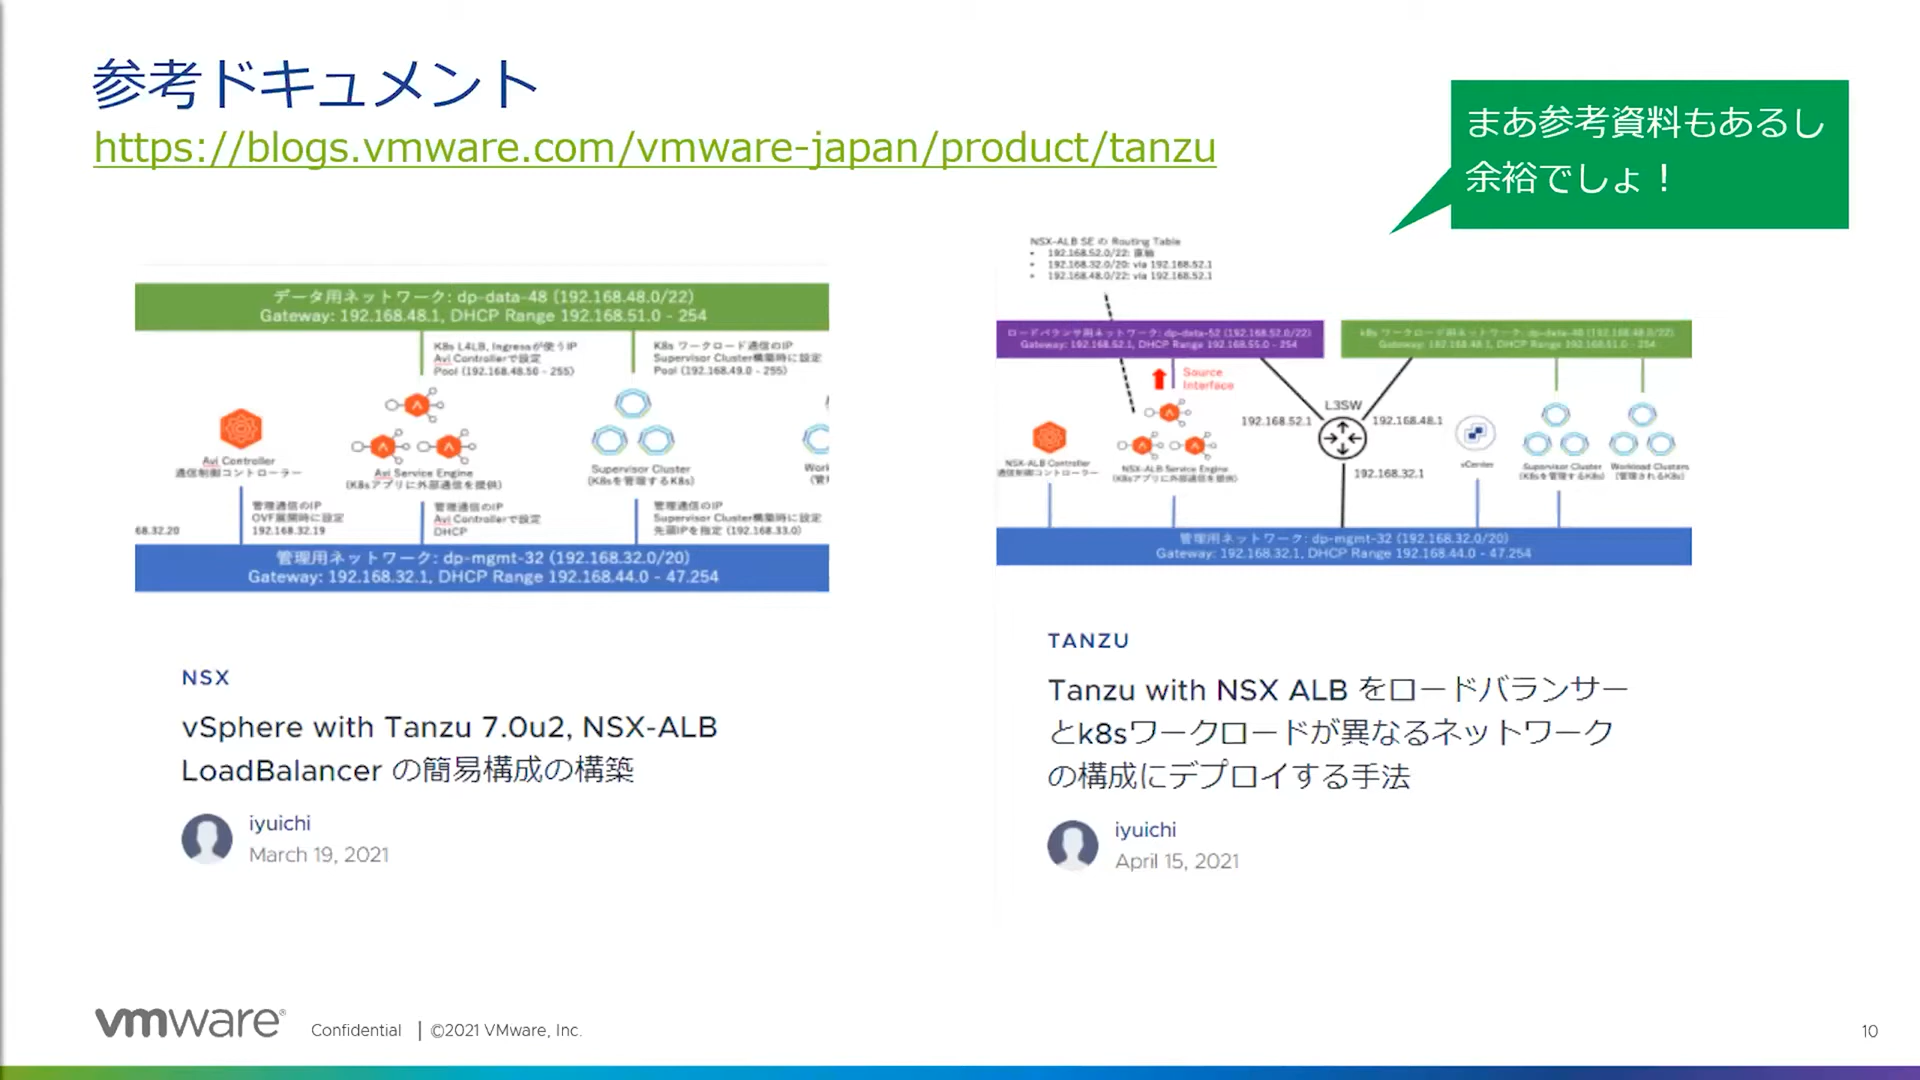 参考ドキュメント
https://blogs.vmware.com/vmware-japan/product/tanzu
まあ参考資料もあるし
余裕でしょ！
データ用ネットワーク: dp-data-48 (192.168.48.0/22)
Gateway: 192.168.48.1, DHCP Range 192.168.51.0 - 254
K8s L4LB, Ingressが使うIP
Avi Controllerで設定
Pool (192.168.48.50 - 255)
K8s ワークロード通信のIP
Supervisor Cluster構築時に設定
Pool (192.168.49.0 - 255)
Avi Controller
通信制御コントローラー
Avi Service Engine
(K8sアプリに外部通信を提供)
Supervisor Cluster
(K8sを管理するK8s)
Work
(管
68.32.20
管理通信のIP
OVF展開時に設定
192.168.32.19
管理通信のIP
Avi Controllerで設定
DHCP
管理通信のIP
Supervisor Cluster構築時に設定
先頭IPを指定 (192.168.33.0)
管理用ネットワーク: dp-mgmt-32 (192.168.32.0/20)
Gateway: 192.168.32.1, DHCP Range 192.168.44.0 - 47.254
NSX
vSphere with Tanzu 7.0u2, NSX-ALB
LoadBalancer の簡易構成の構築
iyuichi
March 19, 2021
NSX-ALB SE の Routing Table
• 192.168.52.0/22: 直接
• 192.168.32.0/20: via 192.168.52.1
• 192.168.48.0/22: via 192.168.52.1
ロードバランサ用ネットワーク: dp-data-52 (192.168.52.0/22)
Gateway: 192.168.52.1, DHCP Range 192.168.55.0 - 254
k8s ワークロード用ネットワーク: dp-data-48 (192.168.48.0/22)
Gateway: 192.168.48.1, DHCP Range 192.168.51.0 - 254
Source
Interface
L3SW
192.168.52.1
192.168.48.1
192.168.32.1
NSX-ALB Controller
通信制御コントローラー
NSX-ALB Service Engine
(K8sアプリに外部通信を提供)
vCenter
Supervisor Cluster
(K8sを管理するK8s)
Workload Clusters
(管理されるK8s)
管理用ネットワーク: dp-mgmt-32 (192.168.32.0/20)
Gateway: 192.168.32.1, DHCP Range 192.168.44.0 - 47.254
TANZU
Tanzu with NSX ALB をロードバランサー
とk8sワークロードが異なるネットワーク
の構成にデプロイする手法
iyuichi
April 15, 2021
vmware®
Confidential │ ©2021 VMware, Inc.
10